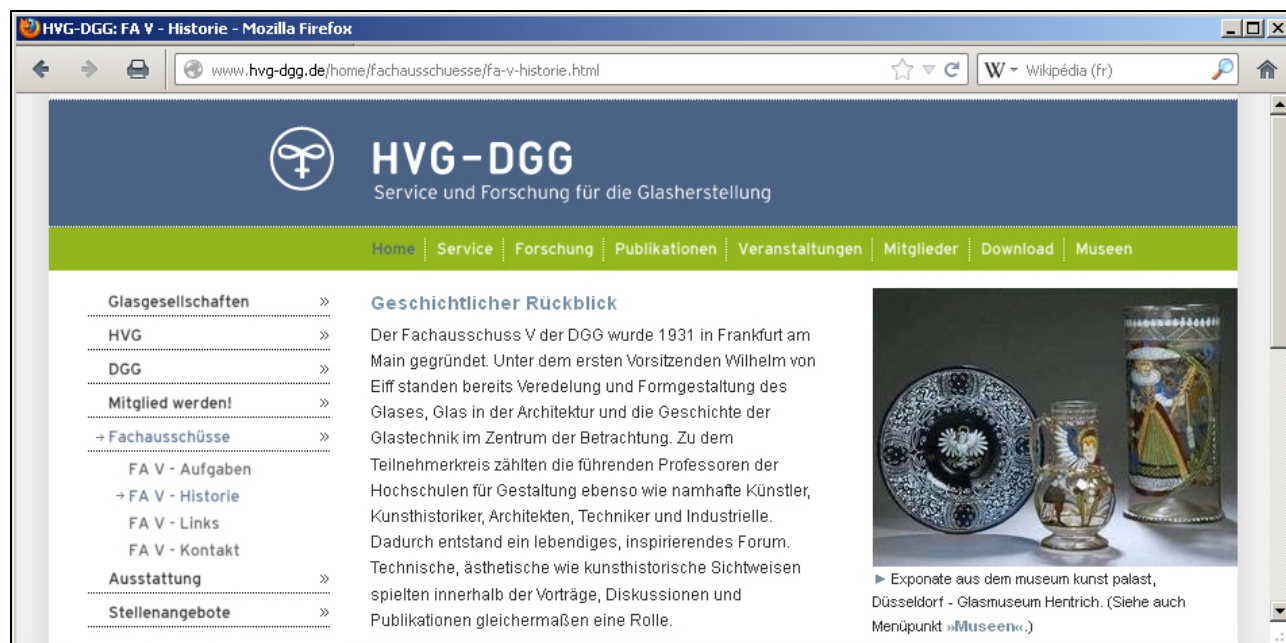 HVG-DGG: FA V - Historie - Mozilla Firefox
www.hvg-dgg.de/home/fachausschuesse/fa-v-historie.html
W Wikipédia (fr)
HVG-DGG
Service und Forschung für die Glasherstellung
Home Service Forschung Publikationen Veranstaltungen Mitglieder Download Museen
Glasgesellschaften »
HVG »
DGG »
Mitglied werden! »
→ Fachausschüsse »
FA V - Aufgaben
→ FA V - Historie
FA V - Links
FA V - Kontakt
Ausstattung »
Stellenangebote »
Geschichtlicher Rückblick
Der Fachausschuss V der DGG wurde 1931 in Frankfurt am
Main gegründet. Unter dem ersten Vorsitzenden Wilhelm von
Eiff standen bereits Veredelung und Formgestaltung des
Glases, Glas in der Architektur und die Geschichte der
Glastechnik im Zentrum der Betrachtung. Zu dem
Teilnehmerkreis zählten die führenden Professoren der
Hochschulen für Gestaltung ebenso wie namhafte Künstler,
Kunsthistoriker, Architekten, Techniker und Industrielle.
Dadurch entstand ein lebendiges, inspirierendes Forum.
Technische, ästhetische wie kunsthistorische Sichtweisen
spielten innerhalb der Vorträge, Diskussionen und
Publikationen gleichermaßen eine Rolle.
► Exponate aus dem museum kunst palast,
Düsseldorf - Glasmuseum Hentrich. (Siehe auch
Menüpunkt »Museen«.)